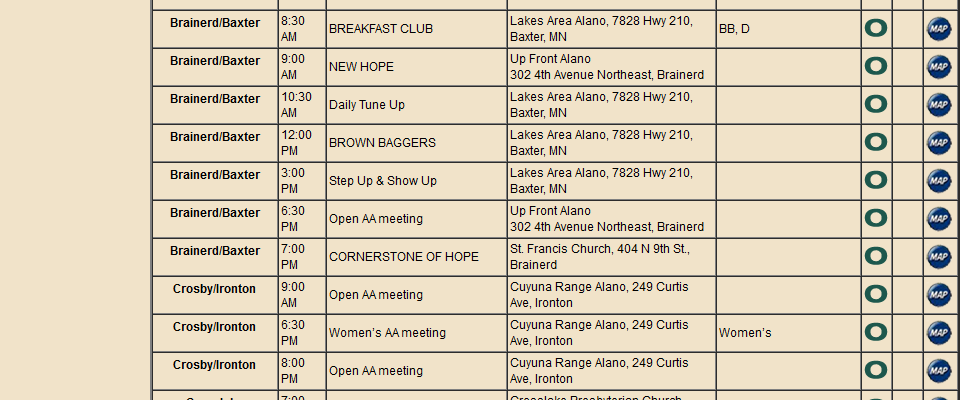 Brainerd/Baxter 8:30 AM BREAKFAST CLUB Lakes Area Alano, 7828 Hwy 210, Baxter, MN BB, D O MAP
Brainerd/Baxter 9:00 AM NEW HOPE Up Front Alano 302 4th Avenue Northeast, Brainerd O MAP
Brainerd/Baxter 10:30 AM Daily Tune Up Lakes Area Alano, 7828 Hwy 210, Baxter, MN O MAP
Brainerd/Baxter 12:00 PM BROWN BAGGERS Lakes Area Alano, 7828 Hwy 210, Baxter, MN O MAP
Brainerd/Baxter 3:00 PM Step Up & Show Up Lakes Area Alano, 7828 Hwy 210, Baxter, MN O MAP
Brainerd/Baxter 6:30 PM Open AA meeting Up Front Alano 302 4th Avenue Northeast, Brainerd O MAP
Brainerd/Baxter 7:00 PM CORNERSTONE OF HOPE St. Francis Church, 404 N 9th St., Brainerd O MAP
Crosby/Ironton 9:00 AM Open AA meeting Cuyuna Range Alano, 249 Curtis Ave, Ironton O MAP
Crosby/Ironton 6:30 PM Women's AA meeting Cuyuna Range Alano, 249 Curtis Ave, Ironton Women's O MAP
Crosby/Ironton 8:00 PM Open AA meeting Cuyuna Range Alano, 249 Curtis Ave, Ironton O MAP
7:00 Crosslake Presbyterian Church